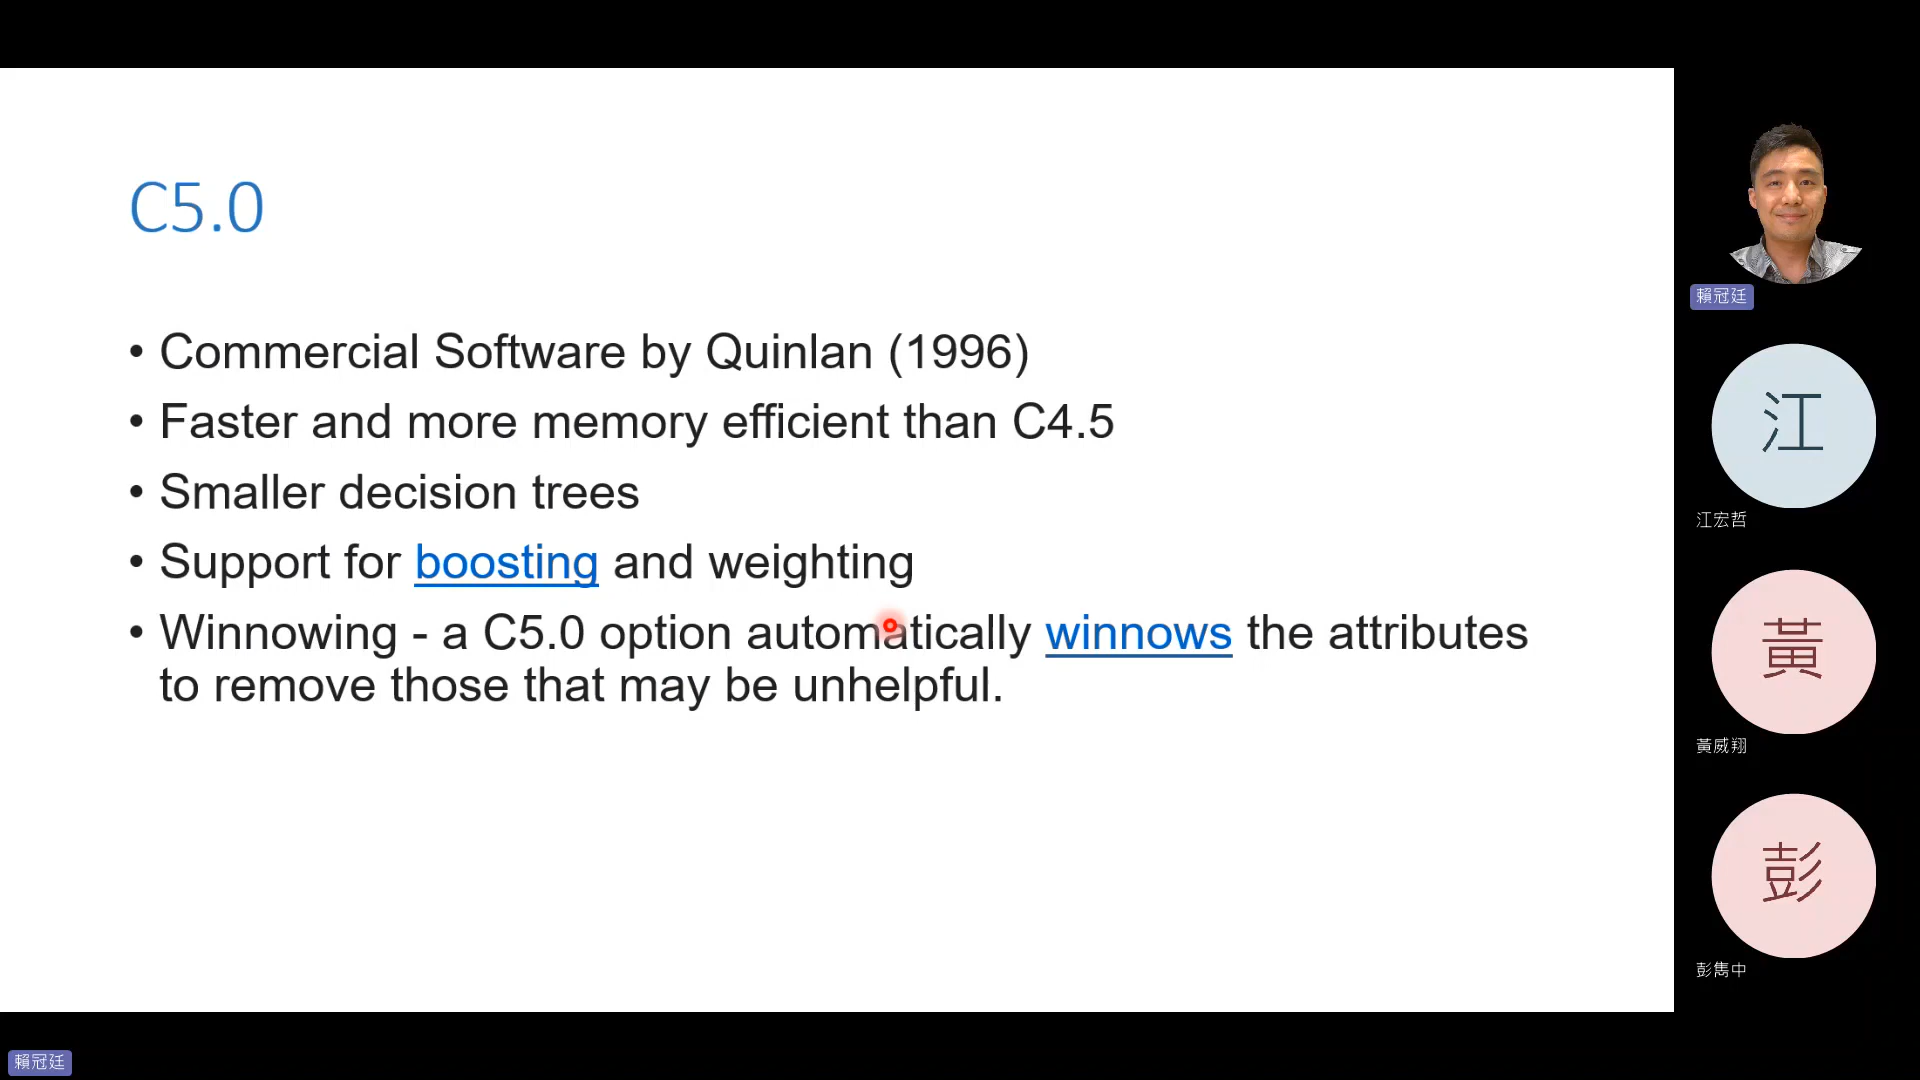 C5.0
• Commercial Software by Quinlan (1996)
• Faster and more memory efficient than C4.5
• Smaller decision trees
• Support for boosting and weighting
• Winnowing - a C5.0 option automatically winnows the attributes
to remove those that may be unhelpful.
賴冠廷
江
江宏哲
黃
黃威翔
彭
彭雋中
賴冠廷